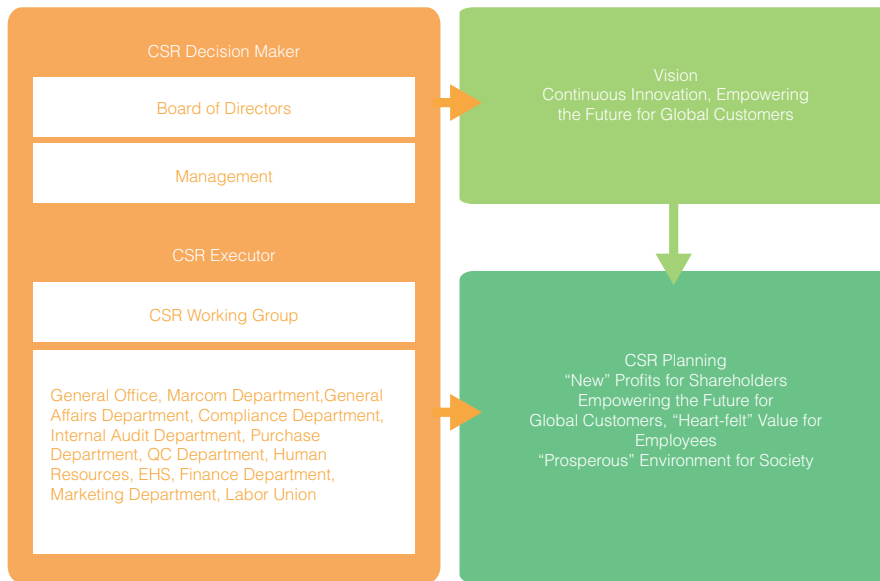 CSR Decision Maker
Board of Directors
Management
CSR Executor
CSR Working Group
General Office, Marcom Department,General
Affairs Department, Compliance Department,
Internal Audit Department, Purchase
Department, QC Department, Human
Resources, EHS, Finance Department,
Marketing Department, Labor Union
Vision
Continuous Innovation, Empowering
the Future for Global Customers
CSR Planning
“New” Profits for Shareholders
Empowering the Future for
Global Customers, “Heart-felt” Value for
Employees
“Prosperous” Environment for Society